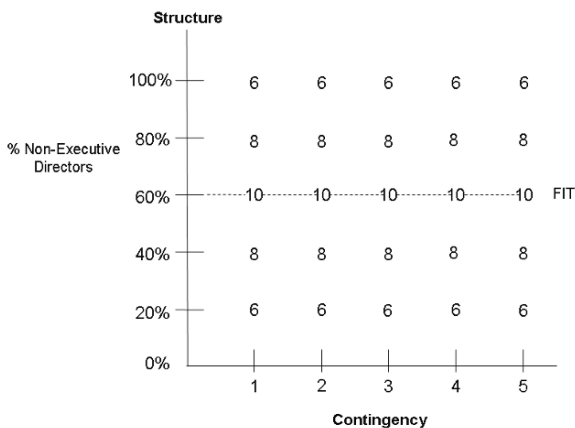 Structure
100% 6 6 6 6 6
80% 8 8 8 8 8
% Non-Executive
Directors
60% 10 10 10 10 10 FIT
40% 8 8 8 8 8
20% 6 6 6 6 6
0%
1 2 3 4 5
Contingency